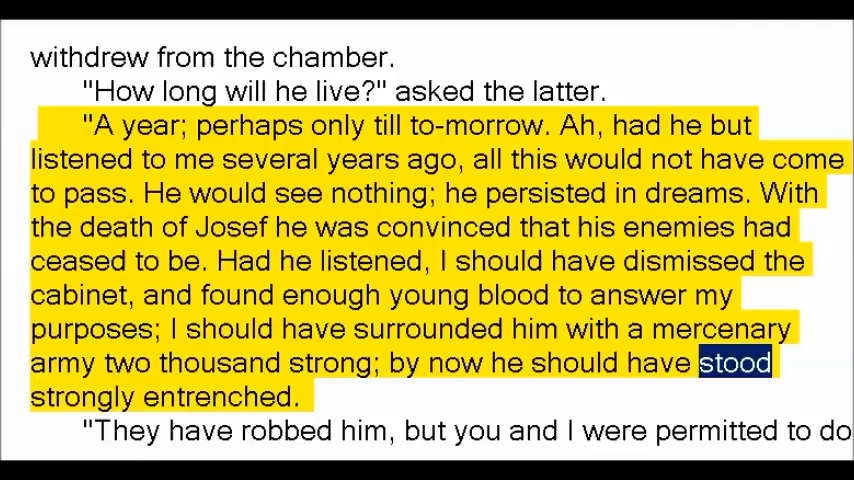 withdrew from the chamber.
"How long will he live?" asked the latter.
"A year; perhaps only till to-morrow. Ah, had he but
listened to me several years ago, all this would not have come
to pass. He would see nothing; he persisted in dreams. With
the death of Josef he was convinced that his enemies had
ceased to be. Had he listened, I should have dismissed the
cabinet, and found enough young blood to answer my
purposes; I should have surrounded him with a mercenary
army two thousand strong; by now he should have stood
strongly entrenched.
"They have robbed him, but you and I were permitted to do